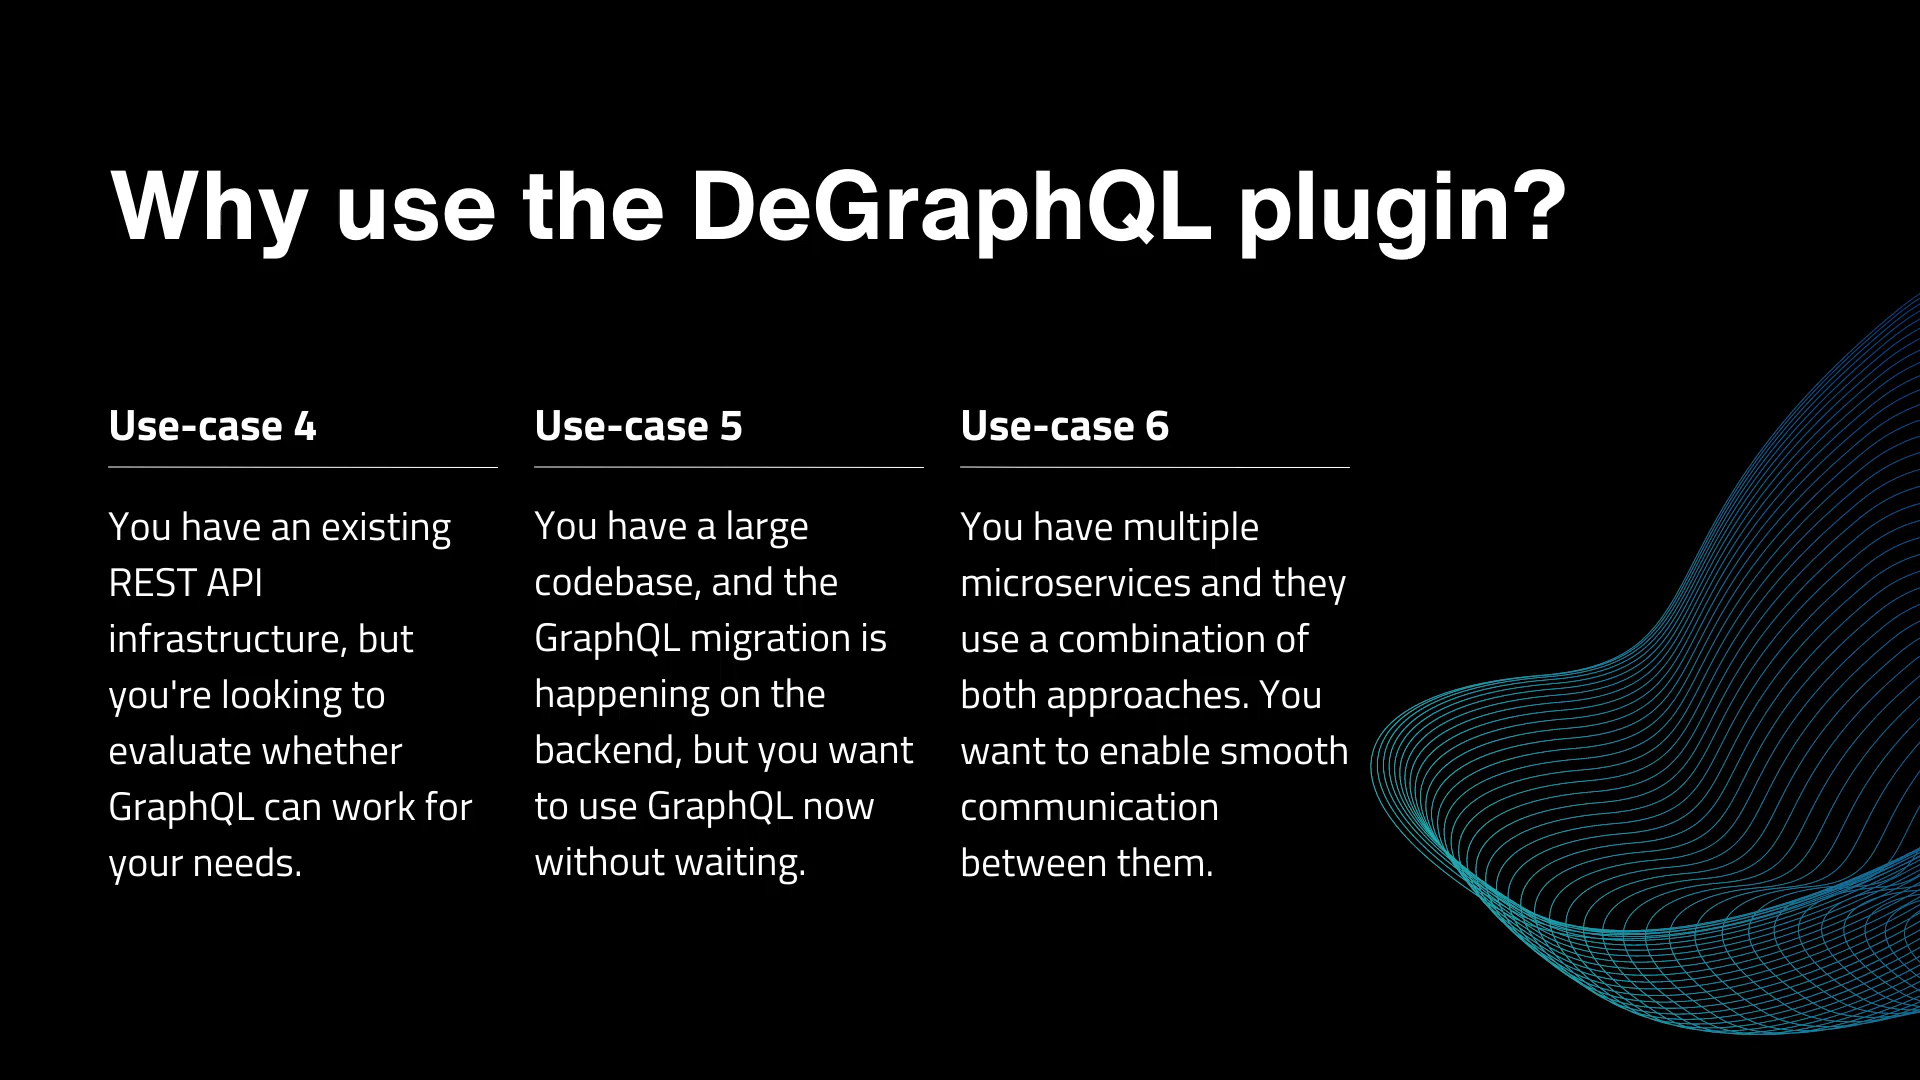 Why use the DeGraphQL plugin?
Use-case 4
You have an existing
REST API
infrastructure, but
you're looking to
evaluate whether
GraphQL can work for
your needs.
Use-case 5
You have a large
codebase, and the
GraphQL migration is
happening on the
backend, but you want
to use GraphQL now
without waiting.
Use-case 6
You have multiple
microservices and they
use a combination of
both approaches. You
want to enable smooth
communication
between them.